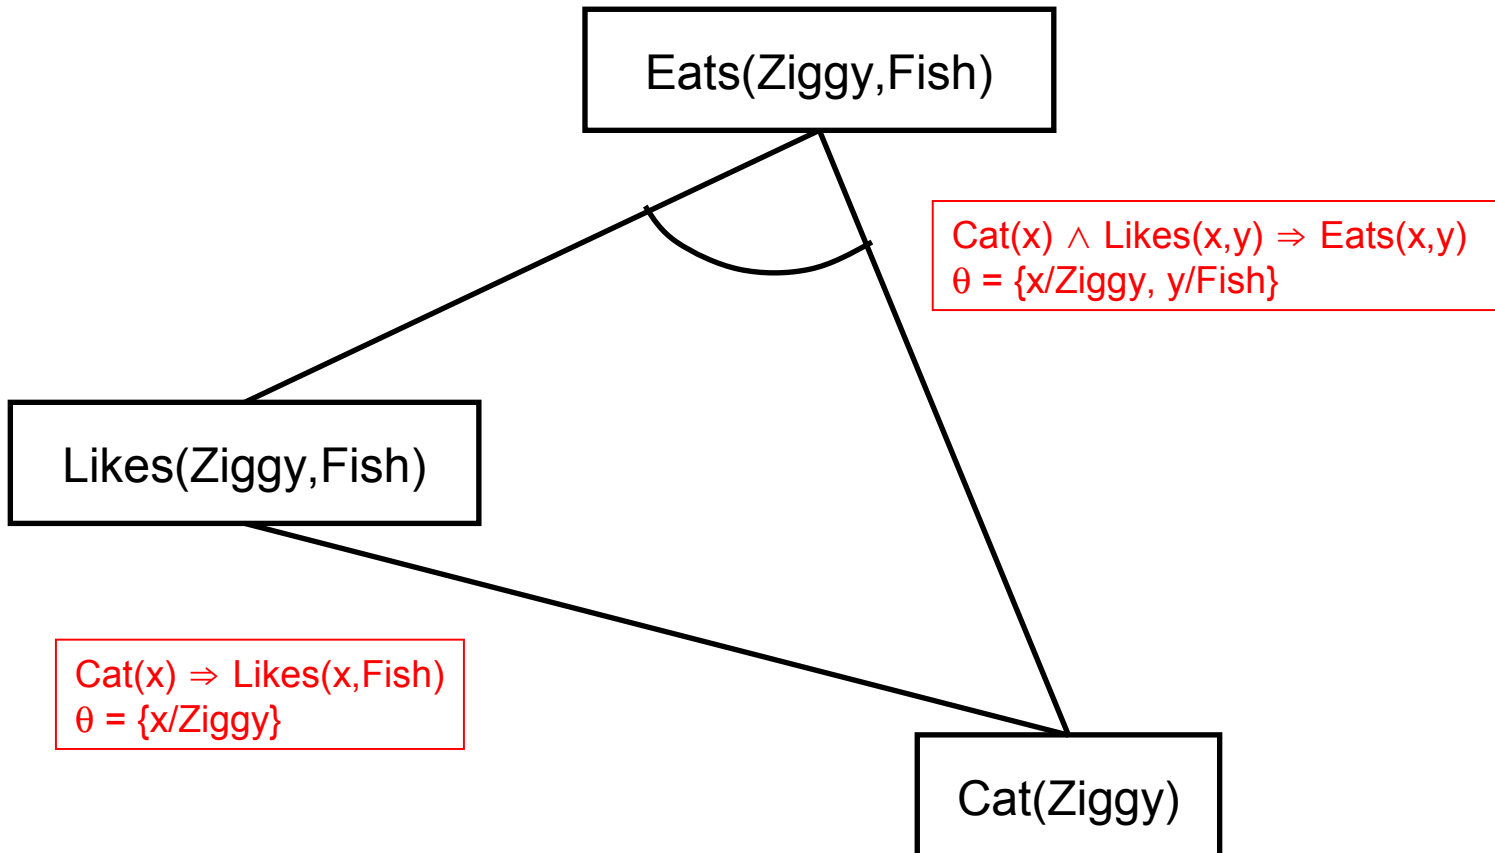 Eats(Ziggy,Fish)
Cat(x) ∧ Likes(x,y) ⇒ Eats(x,y)
θ = {x/Ziggy, y/Fish}
Likes(Ziggy,Fish)
Cat(x) ⇒ Likes(x,Fish)
θ = {x/Ziggy}
Cat(Ziggy)